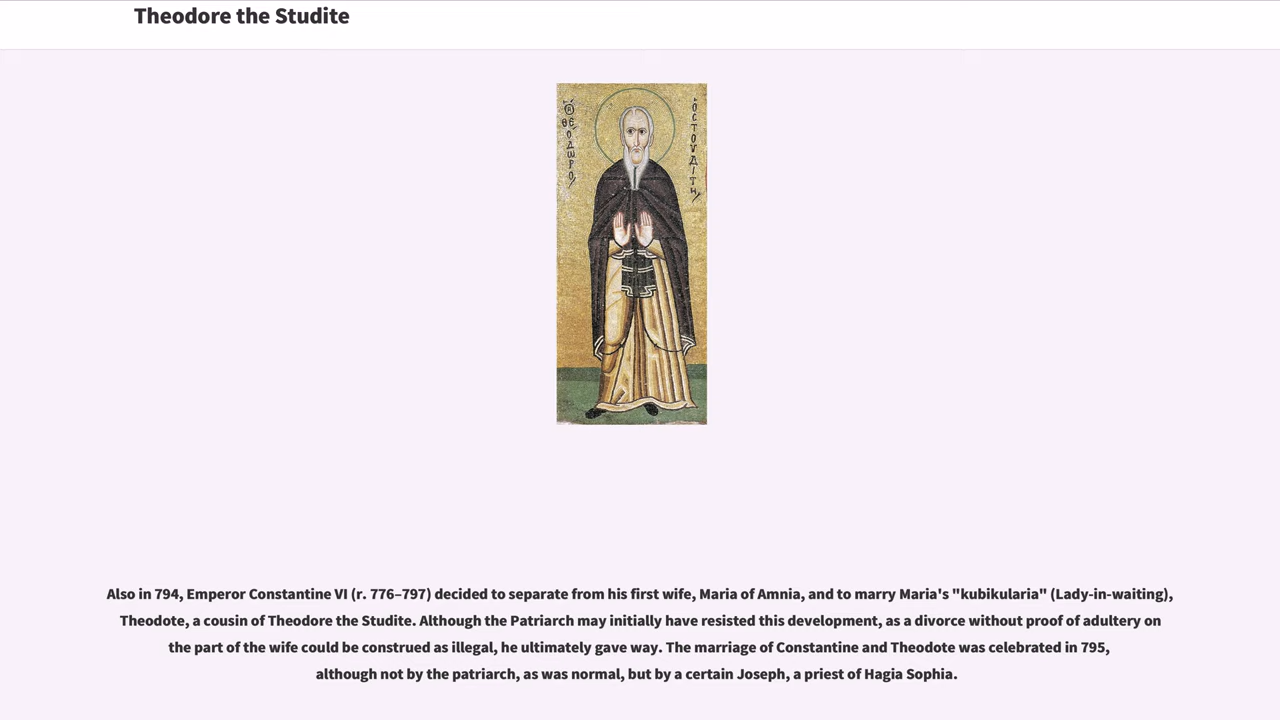 Theodore the Studite
ΘΕΟΔΩΡΟ
ΟΣΤΟΥΔΙΤΗ
Also in 794, Emperor Constantine VI (r. 776–797) decided to separate from his first wife, Maria of Amnia, and to marry Maria's "kubikularia" (Lady-in-waiting),
Theodote, a cousin of Theodore the Studite. Although the Patriarch may initially have resisted this development, as a divorce without proof of adultery on
the part of the wife could be construed as illegal, he ultimately gave way. The marriage of Constantine and Theodote was celebrated in 795,
although not by the patriarch, as was normal, but by a certain Joseph, a priest of Hagia Sophia.